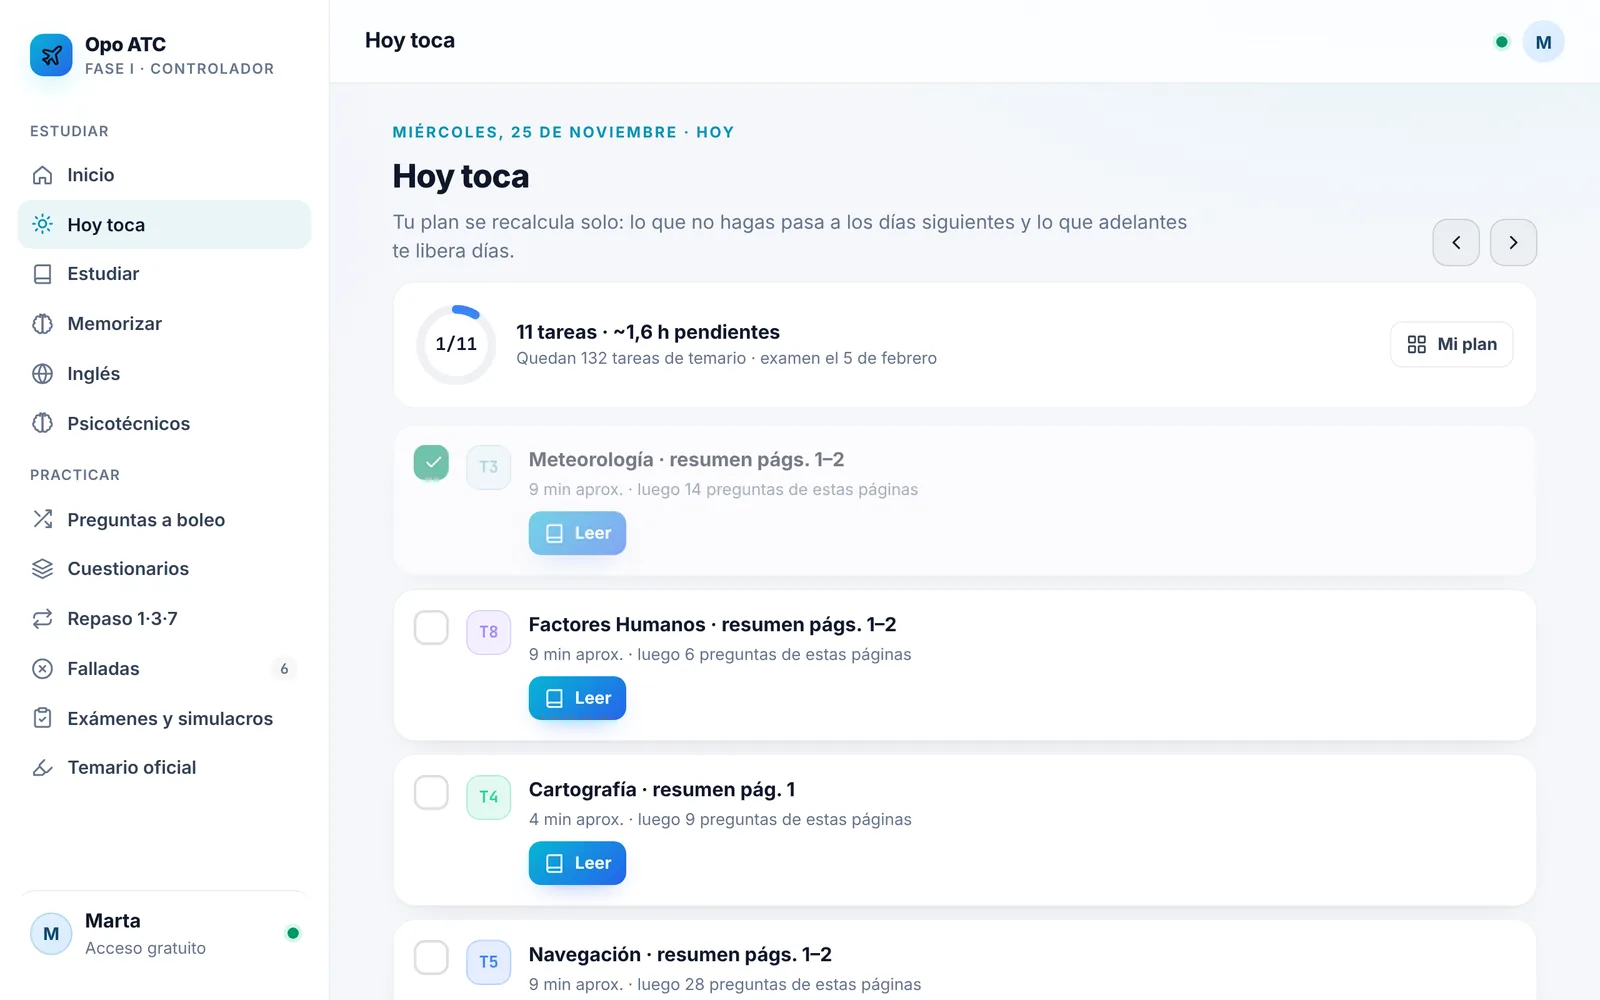 Opo ATC
FASE I · CONTROLADOR
ESTUDIAR
Inicio
Hoy toca
Estudiar
Memorizar
Inglés
Psicotécnicos
PRACTICAR
Preguntas a boleo
Cuestionarios
Repaso 1·3·7
Falladas 6
Exámenes y simulacros
Temario oficial
M
Marta
Acceso gratuito
Hoy toca
M
MIÉRCOLES, 25 DE NOVIEMBRE · HOY
Hoy toca
Tu plan se recalcula solo: lo que no hagas pasa a los días siguientes y lo que adelantes
te libera días.
1/11
11 tareas · ~1,6 h pendientes
Quedan 132 tareas de temario · examen el 5 de febrero
Mi plan
T3
Meteorología · resumen págs. 1–2
9 min aprox. · luego 14 preguntas de estas páginas
Leer
T8
Factores Humanos · resumen págs. 1–2
9 min aprox. · luego 6 preguntas de estas páginas
Leer
T4
Cartografía · resumen pág. 1
4 min aprox. · luego 9 preguntas de estas páginas
Leer
T5
Navegación · resumen págs. 1–2
9 min aprox. · luego 28 preguntas de estas páginas